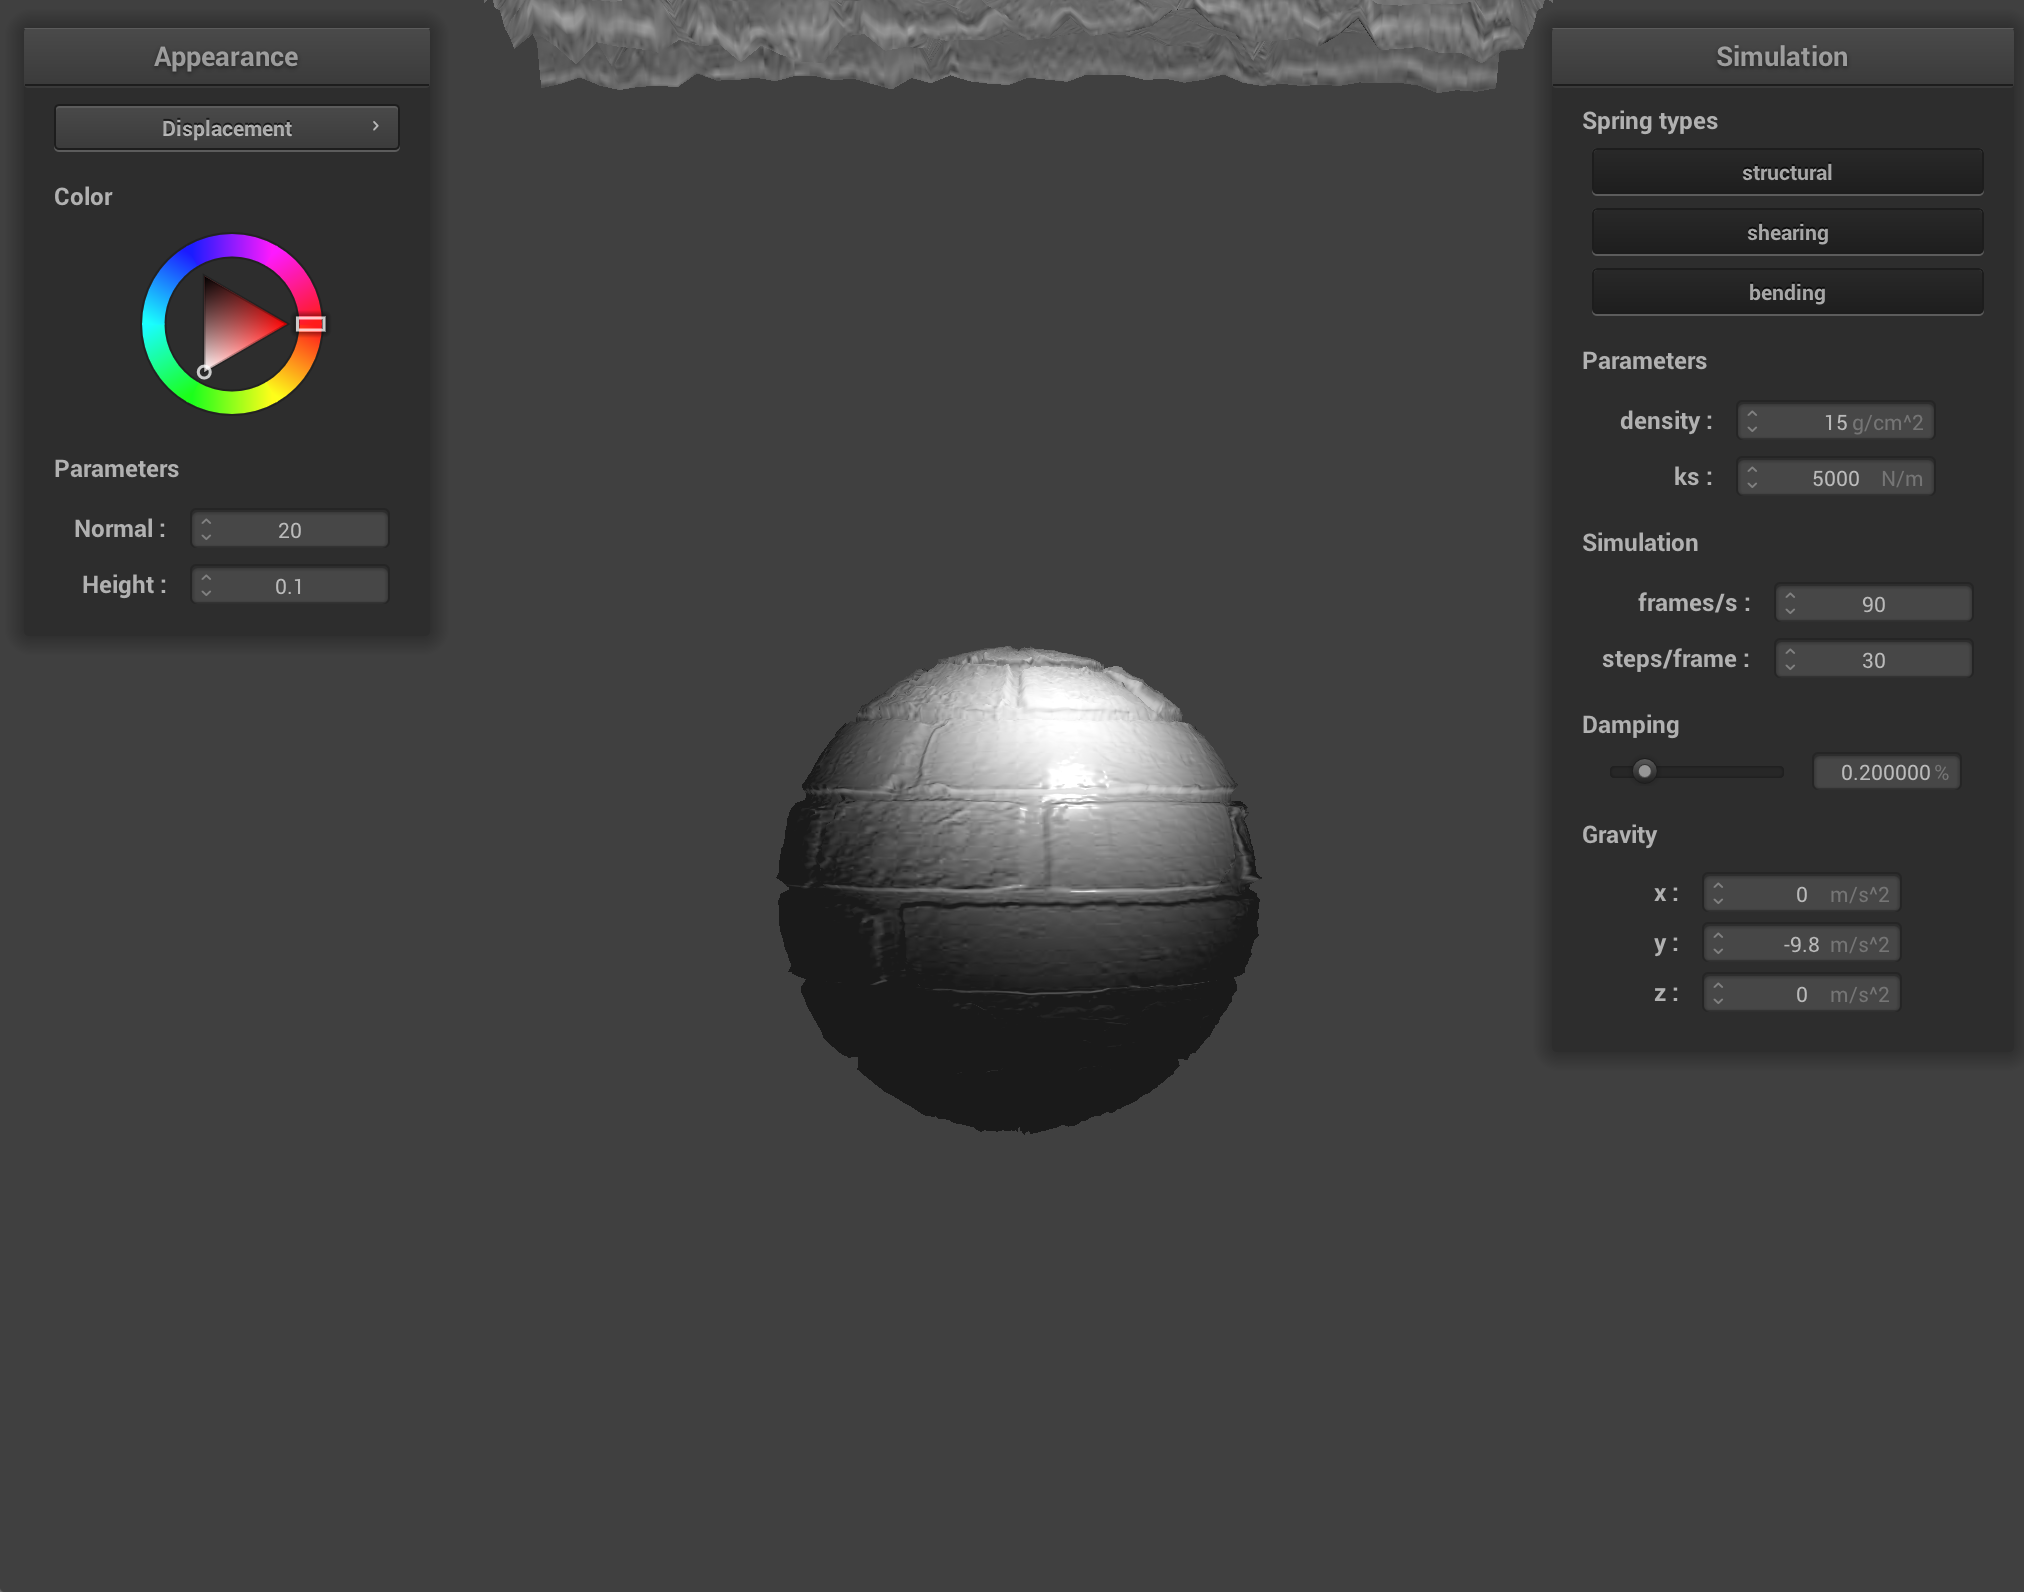 Appearance
Displacement
Color
Parameters
Normal : 20
Height : 0.1
Simulation
Spring types
structural
shearing
bending
Parameters
density : 15 g/cm^2
ks : 5000 N/m
Simulation
frames/s : 90
steps/frame : 30
Damping
0.200000 %
Gravity
x : 0 m/s^2
y : -9.8 m/s^2
z : 0 m/s^2